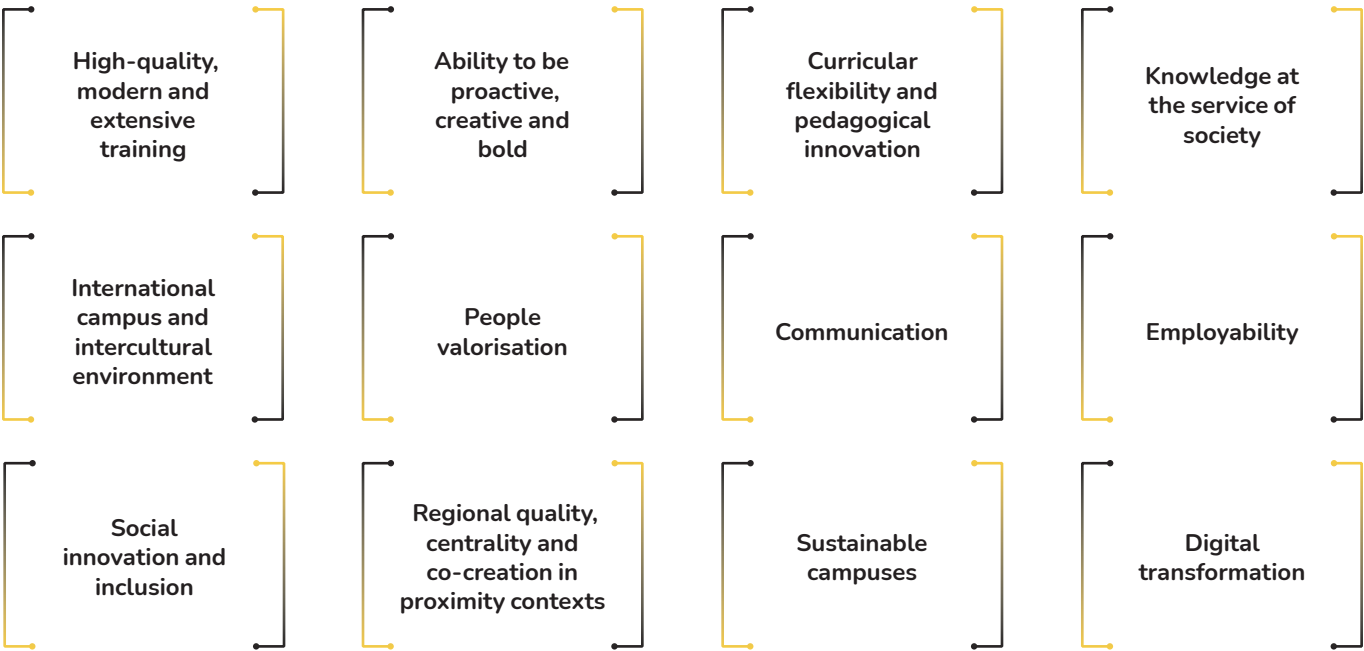 High-quality,
modern and
extensive
training
Ability to be
proactive,
creative and
bold
Curricular
flexibility and
pedagogical
innovation
Knowledge at
the service of
society
International
campus and
intercultural
environment
People
valorisation
Communication
Employability
Social
innovation and
inclusion
Regional quality,
centrality and
co-creation in
proximity contexts
Sustainable
campuses
Digital
transformation